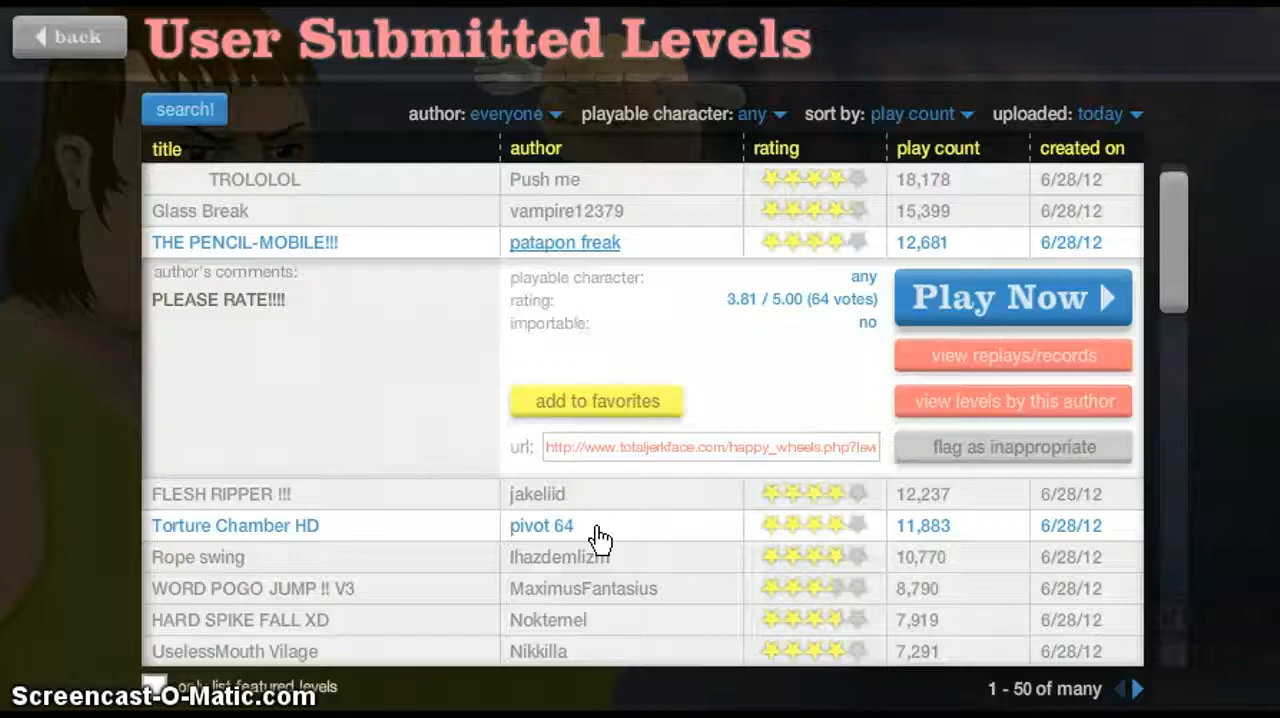 back
User Submitted Levels
search!
author: everyone playable character: any sort by: play count uploaded: today
title author rating play count created on
TROLOLOL Push me 18,178 6/28/12
Glass Break vampire12379 15,399 6/28/12
THE PENCIL-MOBILE!!! patapon freak 12,681 6/28/12
author's comments:
PLEASE RATE!!!!
playable character: any
rating: 3.81 / 5.00 (64 votes)
importable: no
Play Now
view replays/records
add to favorites
view levels by this author
url: http://www.totaljerkface.com/happy_wheels.php?lev
flag as inappropriate
FLESH RIPPER !!! jakeliid 12,237 6/28/12
Torture Chamber HD pivot 64 11,883 6/28/12
Rope swing 10,770 6/28/12
WORD POGO JUMP !! V3 MaximusFantasius 8,790 6/28/12
HARD SPIKE FALL XD Noktemel 7,919 6/28/12
UselessMouth Vilage Nikkilla 7,291 6/28/12
only list featured levels
1 - 50 of many
Screencast-O-Matic.com